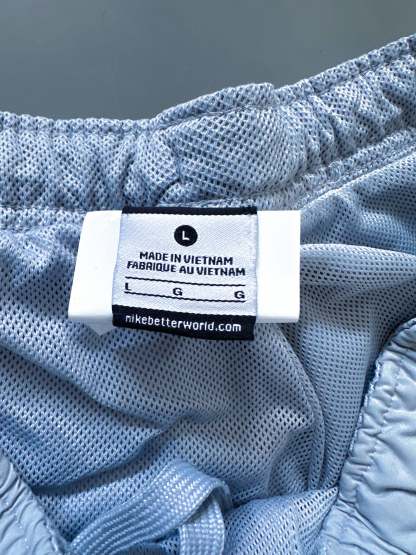 L
MADE IN VIETNAM
FABRIQUE AU VIETNAM
L G G
nikebetterworld.com